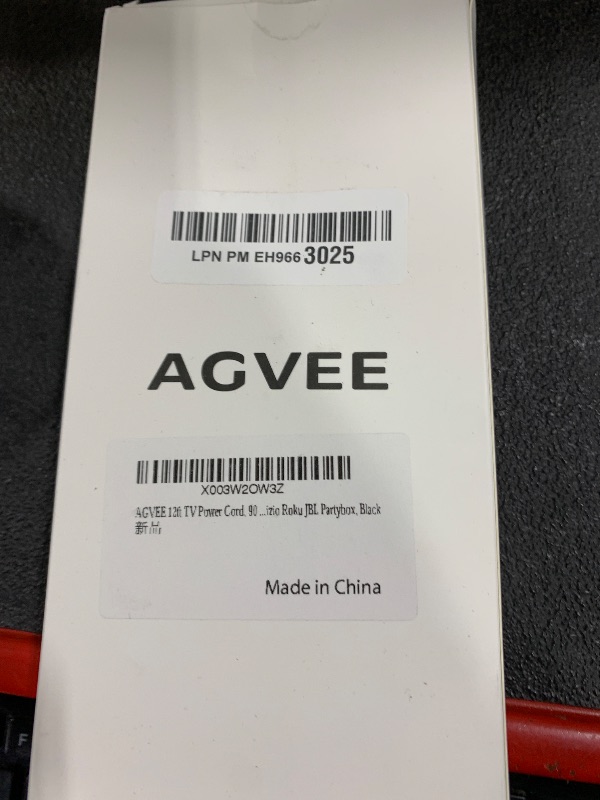 LPN PM EH966 3025
AGVEE
X003W2OW3Z
AGVEE 12ft TV Power Cord, 90 ...izio Roku JBL Partybox, Black
新品
Made in China
F